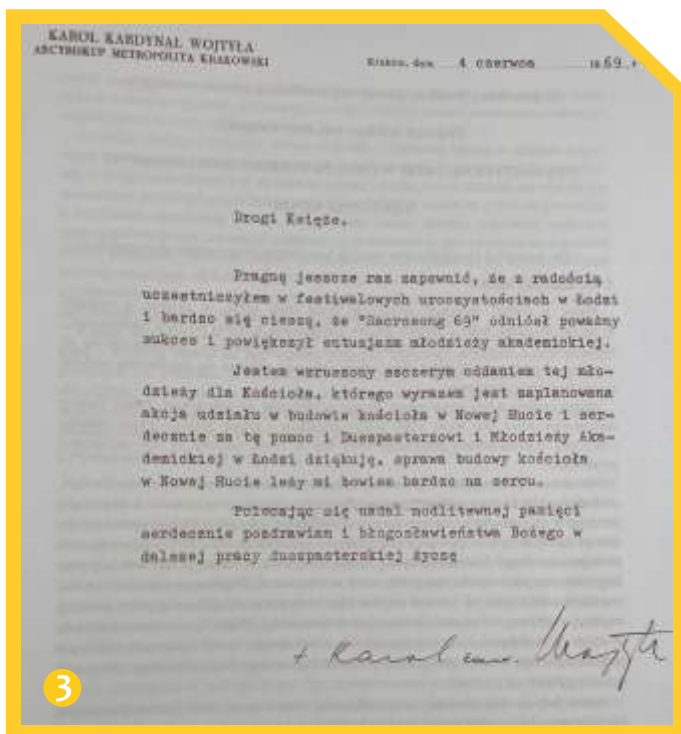 KAROL KARDYNAŁ WOJTYŁA
ARCYBISKUP METROPOLITA KRAKOWSKI
Kraków, dnia 4 czerwca 1969 r
Drogi Księże,
Pragnę jeszcze raz zapewnić, że z radością
uczestniczyłem w festiwalowych uroczystościach w Łodzi
i bardzo się cieszę, że "Sacrosong 69" odniósł poważny
sukces i powiększył entuzjazm młodzieży akademickiej.
Jestem wzruszony szczerym oddaniem tej mło-
dzieży dla Kościoła, którego wyrazem jest zaplanowana
akcja udziału w budowie kościoła w Nowej Hucie i ser-
decznie za tę pomoc i Duszpasterzowi i Młodzieży Aka-
demickiej w Łodzi dziękuję, sprawa budowy kościoła
w Nowej Hucie leży mi bowiem bardzo na sercu.
Polecając się nadal modlitewnej pamięci
serdecznie pozdrawiam i błogosławieństwa Bożego w
dalszej pracy duszpasterskiej życzę
+ Karol card. Wojtyła
3